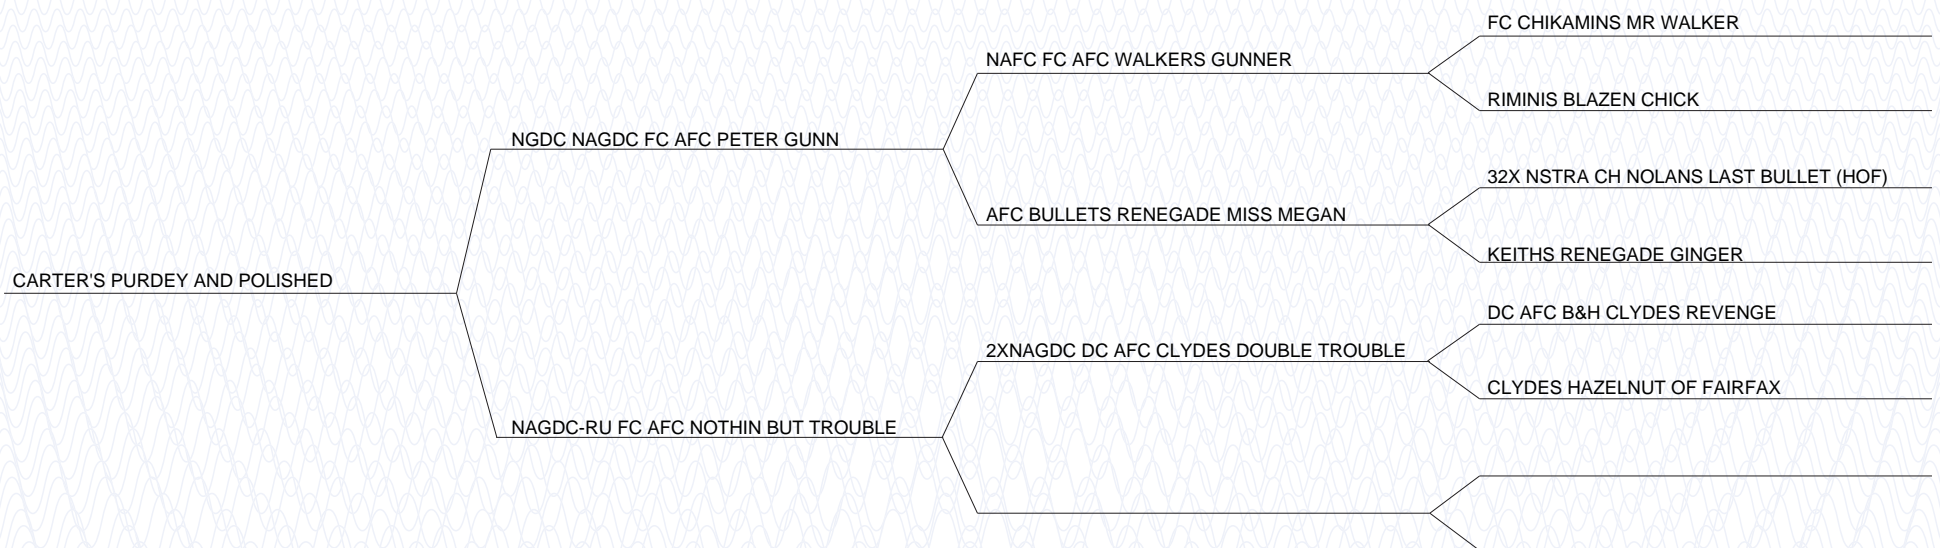 FC CHIKAMINS MR WALKER
NAFC FC AFC WALKERS GUNNER
RIMINIS BLAZEN CHICK
NGDC NAGDC FC AFC PETER GUNN
32X NSTRA CH NOLANS LAST BULLET (HOF)
AFC BULLETS RENEGADE MISS MEGAN
KEITHS RENEGADE GINGER
CARTER'S PURDEY AND POLISHED
DC AFC B&H CLYDES REVENGE
2XNAGDC DC AFC CLYDES DOUBLE TROUBLE
CLYDES HAZELNUT OF FAIRFAX
NAGDC-RU FC AFC NOTHIN BUT TROUBLE